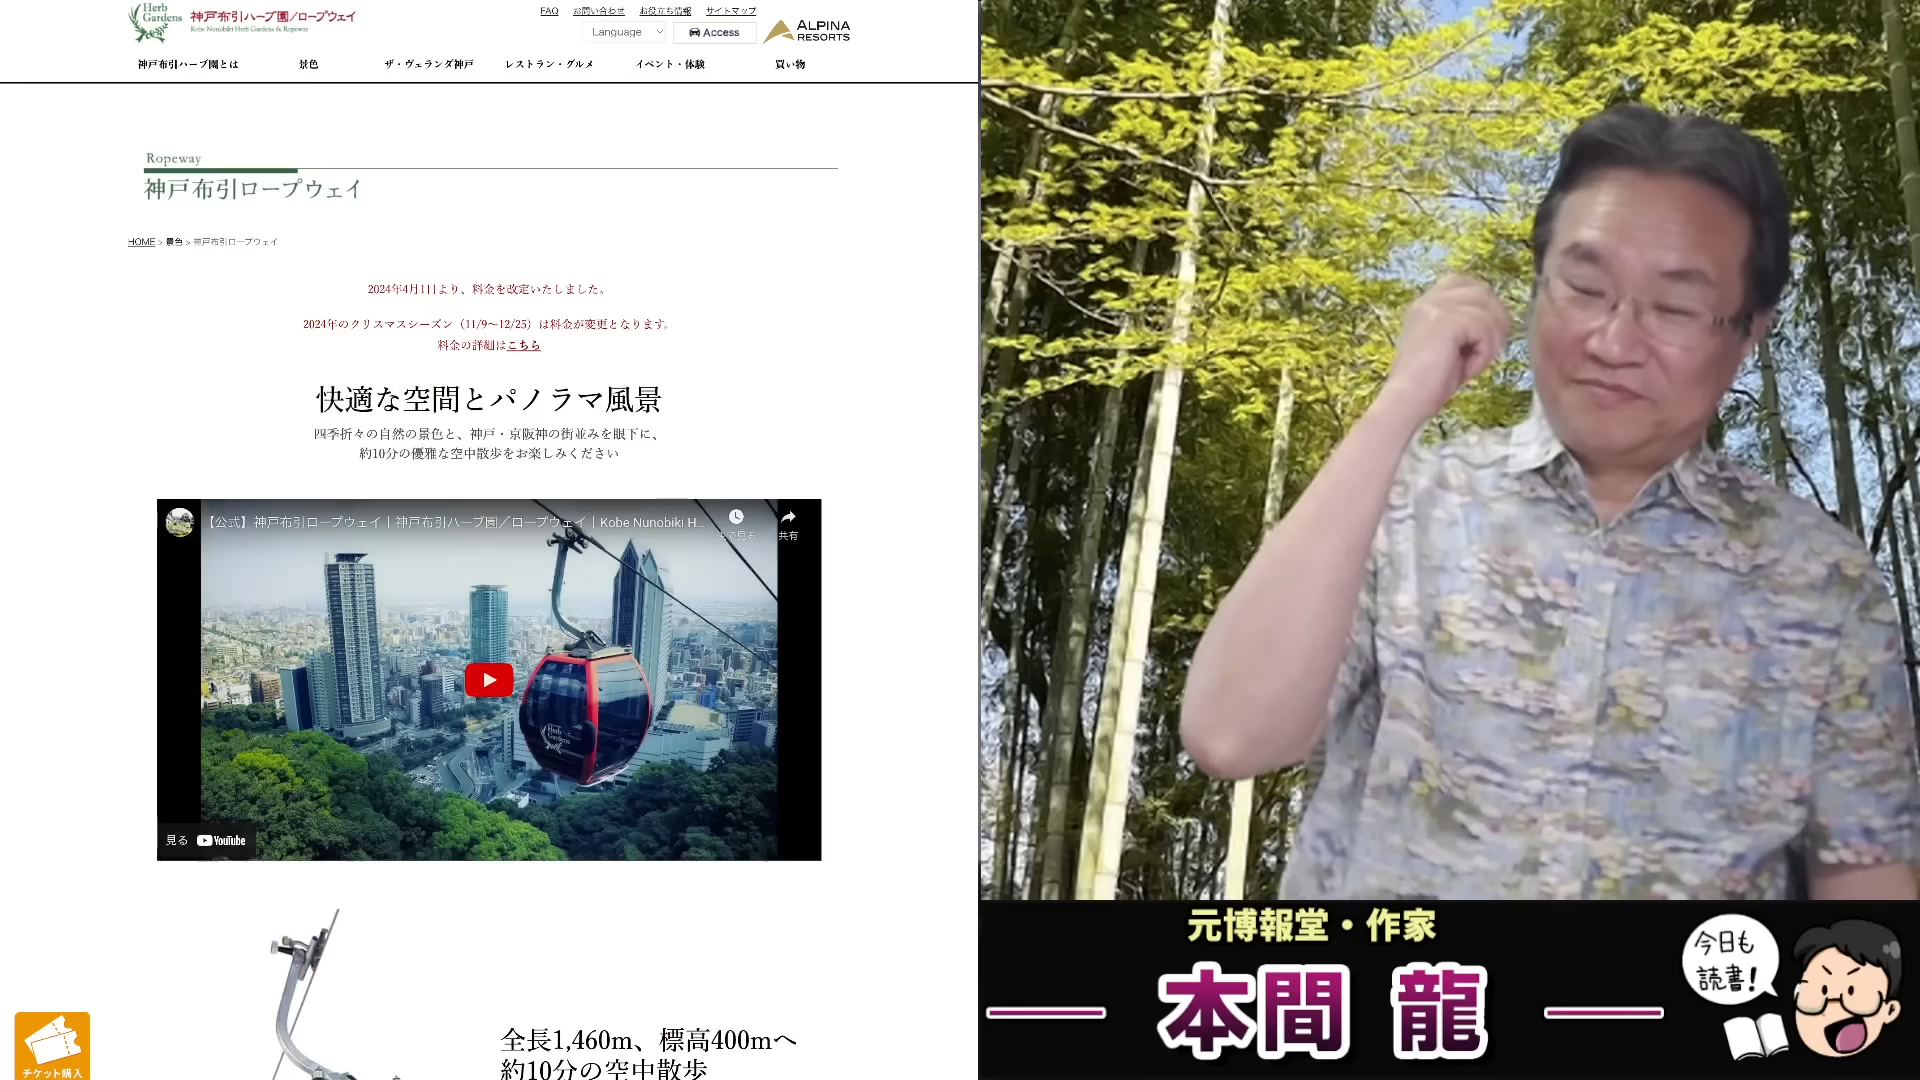 Herb Gardens
神戸布引ハーブ園／ロープウェイ
Kobe Nunobiki Herb Gardens & Ropeway
FAQ お問い合わせ お役立ち情報 サイトマップ
Language Access
ALPINA RESORTS
神戸布引ハーブ園とは 景色 ザ・ヴェランダ神戸 レストラン・グルメ イベント・体験 買い物
Ropeway
神戸布引ロープウェイ
HOME > 景色 > 神戸布引ロープウェイ
2024年4月1日より、料金を改定いたしました。
2024年のクリスマスシーズン（11/9～12/25）は料金が変更となります。
料金の詳細はこちら
快適な空間とパノラマ風景
四季折々の自然の景色と、神戸・京阪神の街並みを眼下に、
約10分の優雅な空中散歩をお楽しみください
【公式】神戸布引ロープウェイ｜神戸布引ハーブ園／ロープウェイ｜Kobe Nunobiki H...
後で見る 共有
Herb Gardens
見る YouTube
全長1,460m、標高400mへ
約10分の空中散歩
チケット購入
元博報堂・作家
本間 龍
今日も
読書!